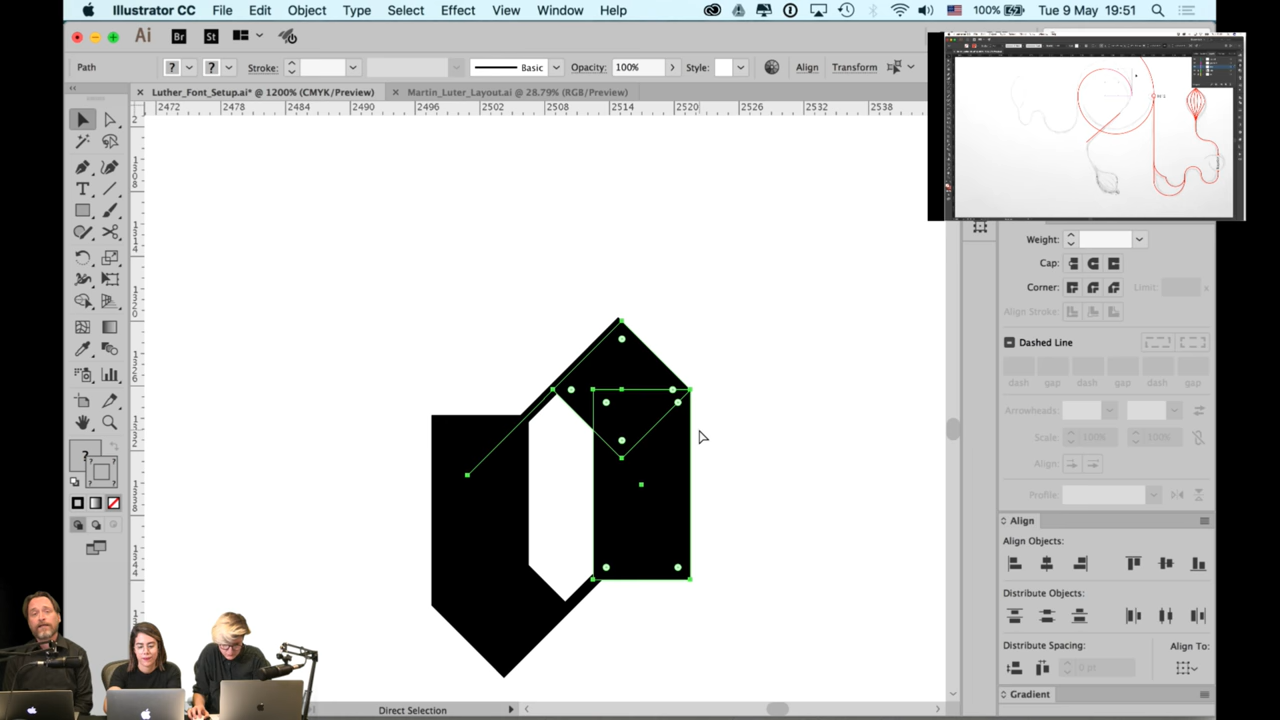 Illustrator CC File Edit Object Type Select Effect View Window Help 100% Tue 9 May 19:51
Ai Br St
Path ? ? Stroke: Basic Opacity: 100% Style: Align Transform
× Luther_Font_Setup.ai* @ 1200% (CMYK/Preview) × Martin_Luter_Layout.ai @ 28.79% (RGB/Preview)
2472 2478 2484 2490 2496 2502 2508 2514 2520 2526 2532 2538
Weight:
Cap:
Corner: Limit: x
Align Stroke:
Dashed Line
dash gap dash gap dash gap
Arrowheads:
Scale: 100% 100%
Align:
Profile:
Align
Align Objects:
Distribute Objects:
Distribute Spacing: Align To:
0 pt
Gradient
Direct Selection